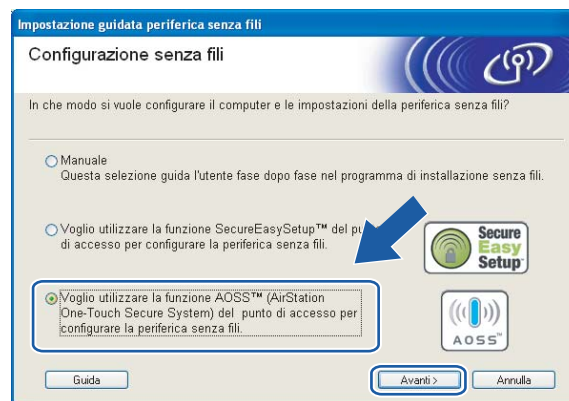 Impostazione guidata periferica senza fili
Configurazione senza fili
In che modo si vuole configurare il computer e le impostazioni della periferica senza fili?
Manuale
Questa selezione guida l'utente fase dopo fase nel programma di installazione senza fili.
Voglio utilizzare la funzione SecureEasySetup™ del
di accesso per configurare la periferica senza fili.
Secure
Easy
Setup
Voglio utilizzare la funzione AOSS™ (AirStation
One-Touch Secure System) del punto di accesso per
configurare la periferica senza fili.
AOSS™
Guida
Avanti >
Annulla